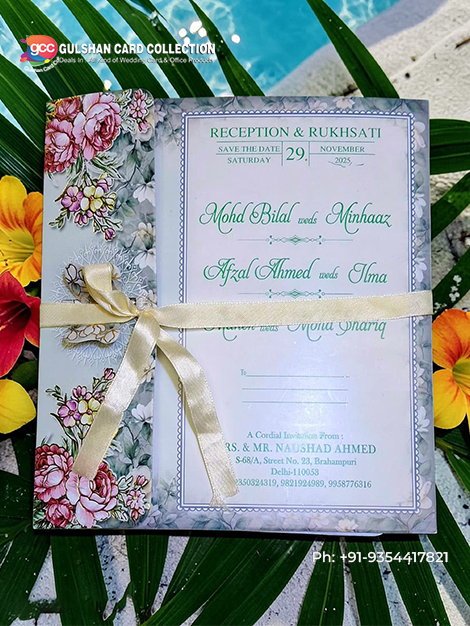 gcc
GULSHAN CARD COLLECTION
Deals In : All Kind of Wedding Card & Office Products
RECEPTION & RUKHSATI
SAVE THE DATE
SATURDAY
29.
NOVEMBER
2025
Mohd Bilal weds Minhaaz
Afzal Ahmed weds Ilma
weds Mohd Shariq
To
A Cordial Invitation From :
RS. & MR. NAUSHAD AHMED
S-68/A, Street No. 23, Brahampuri
Delhi-110053
9350324319, 9821924989, 9958776316
Ph: +91-9354417821